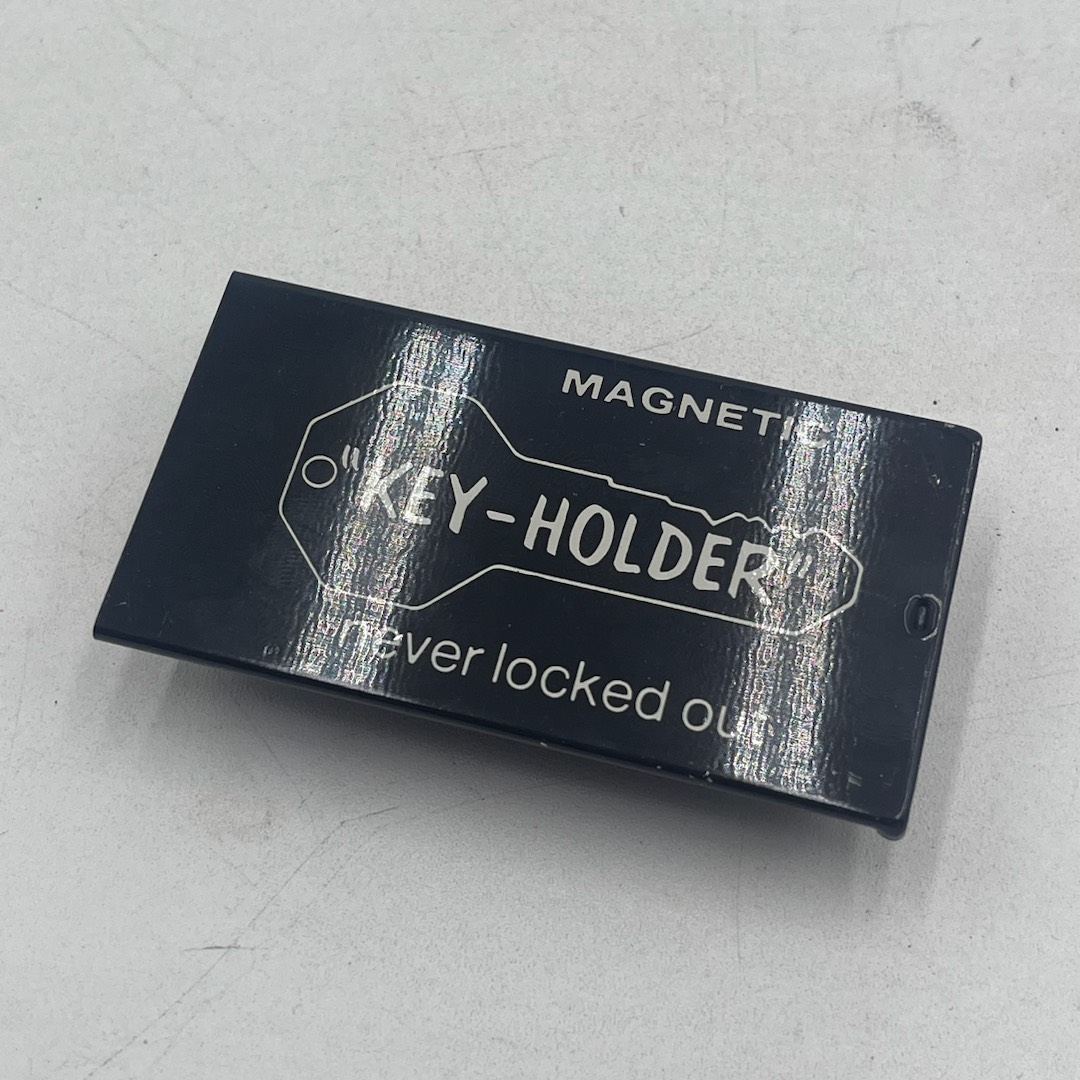 MAGNETIC
"KEY-HOLDER"
never locked out